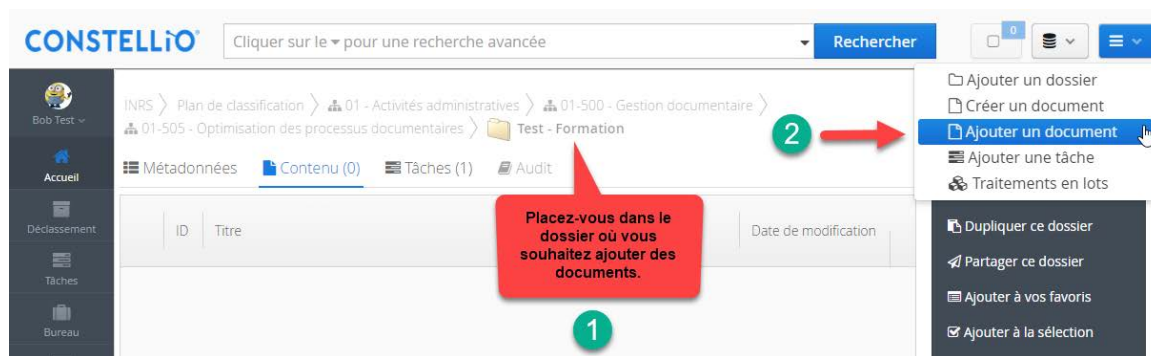 CONSTELLiO
Cliquer sur le ▾ pour une recherche avancée
Rechercher
0
Bob Test
Accueil
Déclassement
Tâches
Bureau
INRS 〉 Plan de classification 〉 01 - Activités administratives 〉 01-500 - Gestion documentaire 〉
01-505 - Optimisation des processus documentaires 〉 Test - Formation
Métadonnées Contenu (0) Tâches (1) Audit
ID Titre Date de modification
Placez-vous dans le
dossier où vous
souhaitez ajouter des
documents.
1
2
Ajouter un dossier
Créer un document
Ajouter un document
Ajouter une tâche
Traitements en lots
Dupliquer ce dossier
Partager ce dossier
Ajouter à vos favoris
Ajouter à la sélection